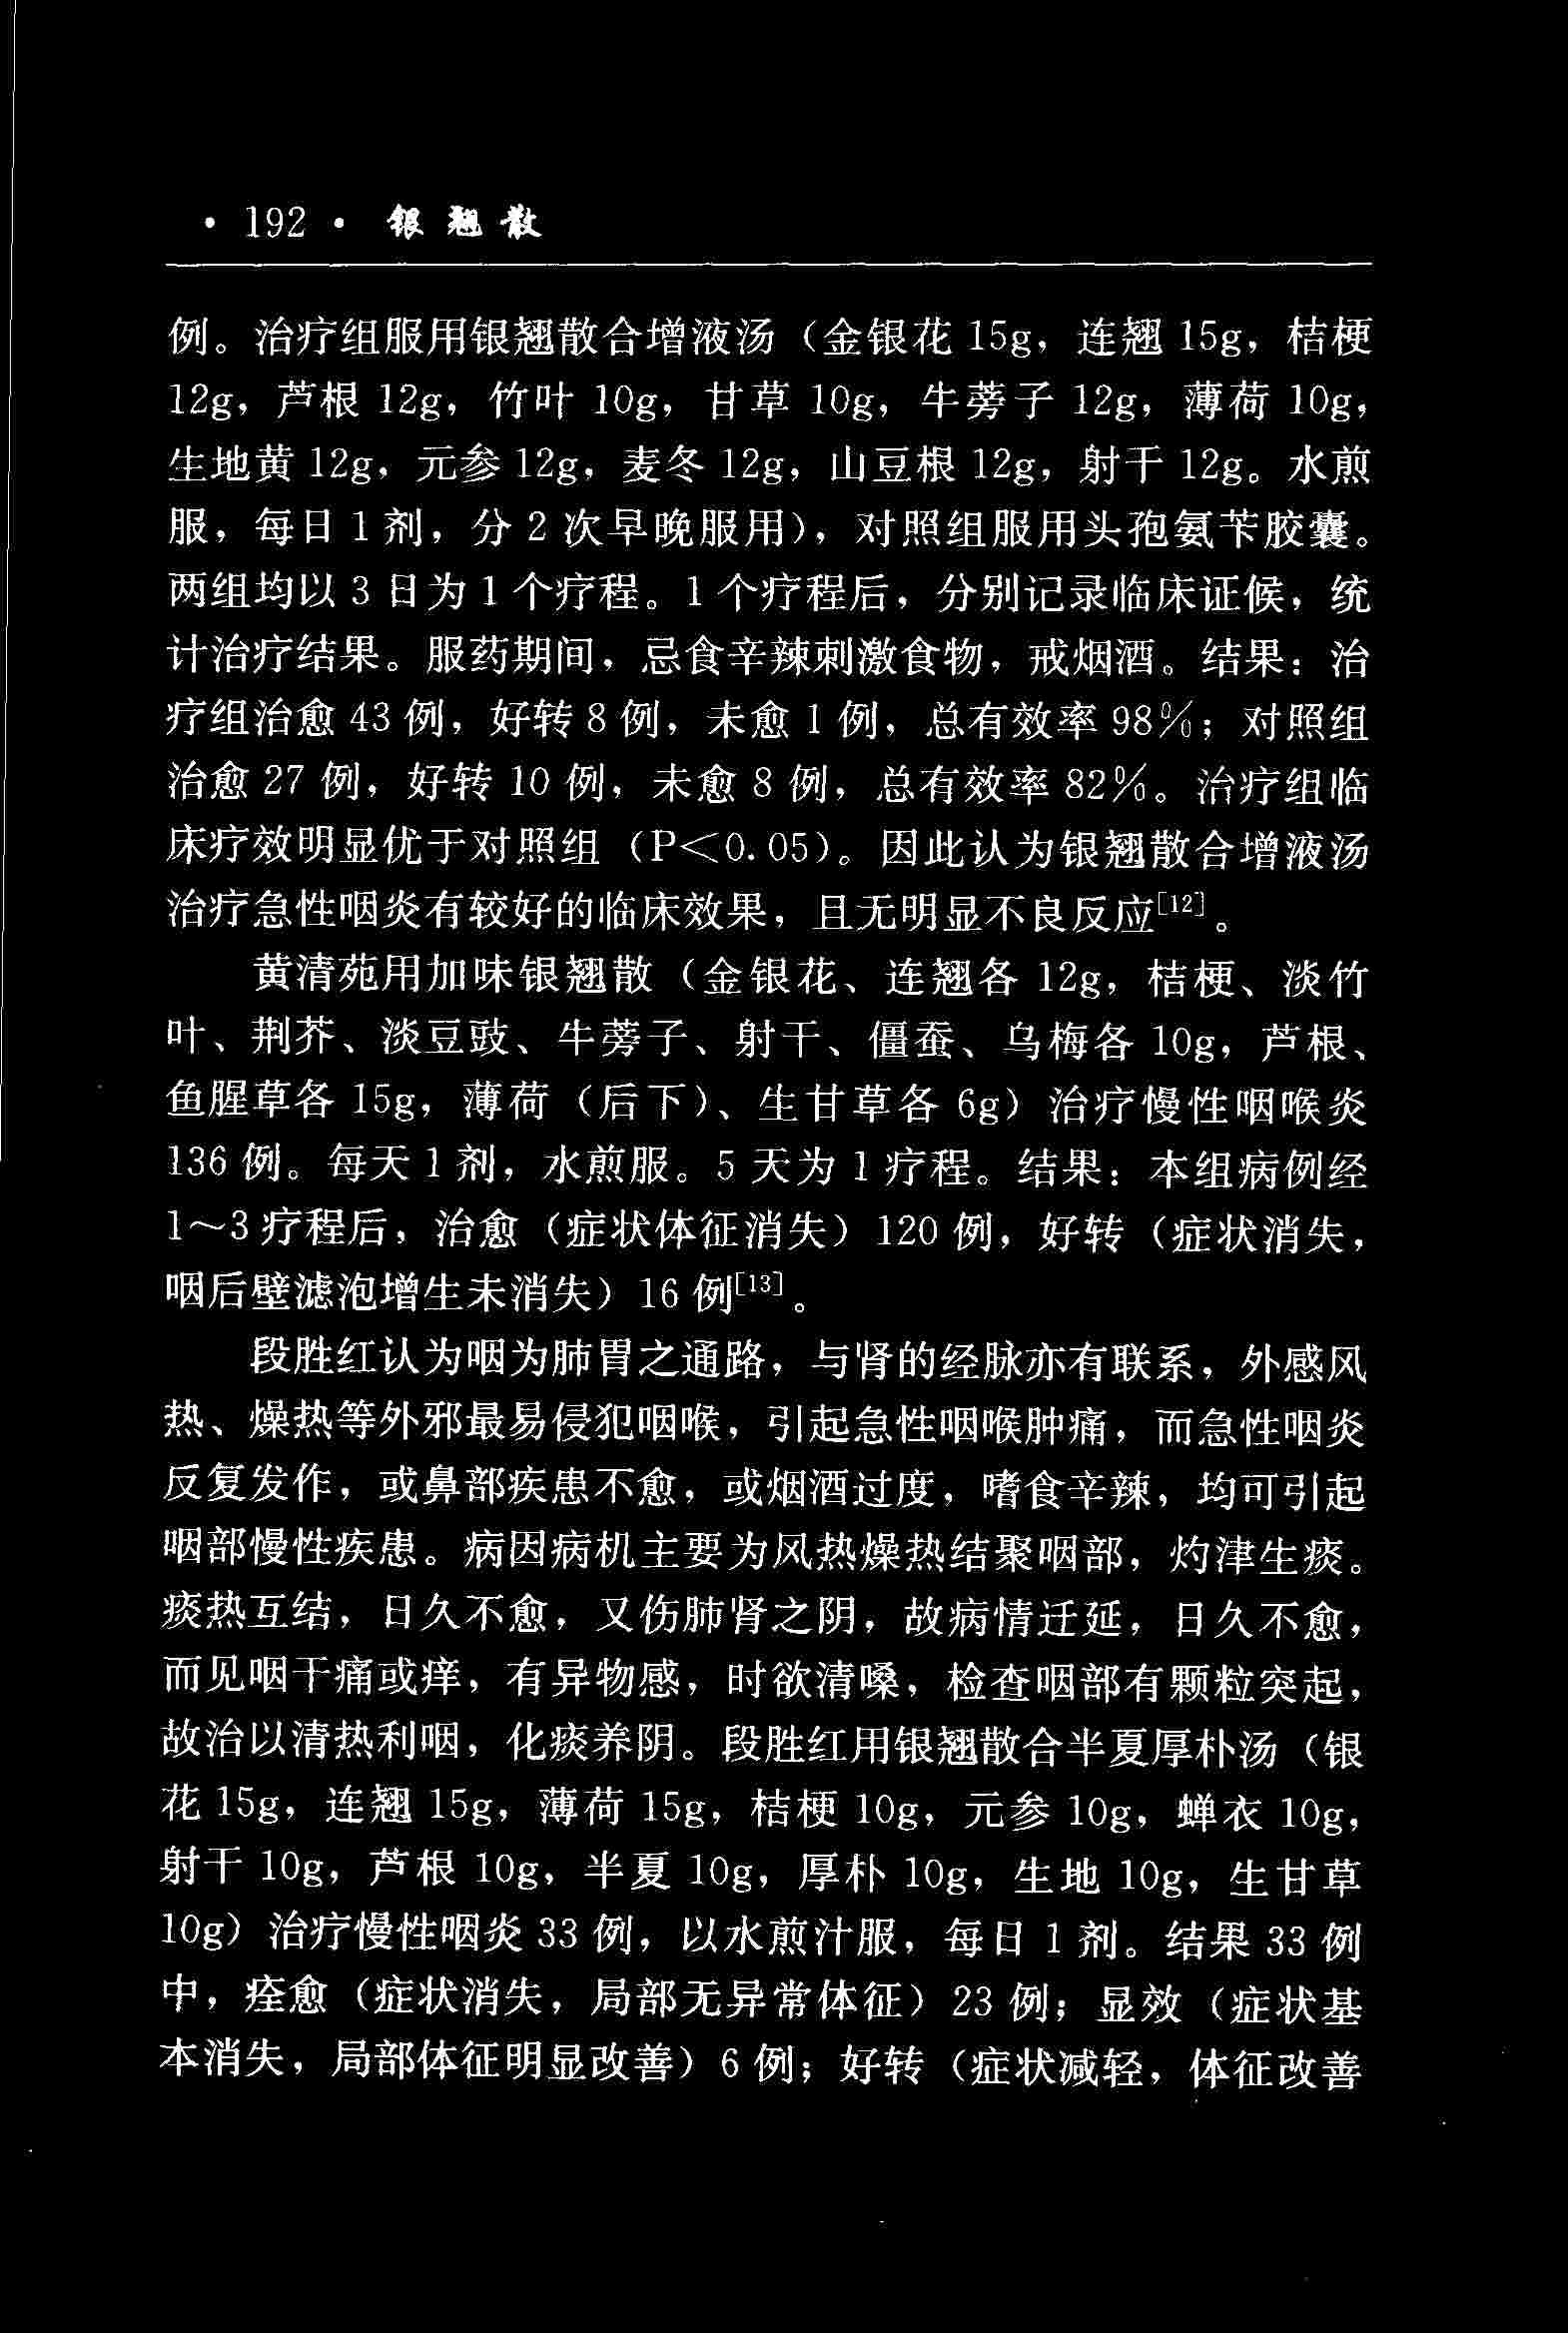 · 192 · 银翘散
例。治疗组服用银翘散合增液汤（金银花 15g，连翘 15g，桔梗
12g，芦根 12g，竹叶 10g，甘草 10g，牛蒡子 12g，薄荷 10g，
生地黄 12g，元参 12g，麦冬 12g，山豆根 12g，射干 12g。水煎
服，每日 1 剂，分 2 次早晚服用），对照组服用头孢氨苄胶囊。
两组均以 3 日为 1 个疗程。1 个疗程后，分别记录临床证候，统
计治疗结果。服药期间，忌食辛辣刺激食物，戒烟酒。结果：治
疗组治愈 43 例，好转 8 例，未愈 1 例，总有效率 98%；对照组
治愈 27 例，好转 10 例，未愈 8 例，总有效率 82%。治疗组临
床疗效明显优于对照组（P<0.05）。因此认为银翘散合增液汤
治疗急性咽炎有较好的临床效果，且无明显不良反应[12]。
黄清苑用加味银翘散（金银花、连翘各 12g，桔梗、淡竹
叶、荆芥、淡豆豉、牛蒡子、射干、僵蚕、乌梅各 10g，芦根、
鱼腥草各 15g，薄荷（后下）、生甘草各 6g）治疗慢性咽喉炎
136 例。每天 1 剂，水煎服。5 天为 1 疗程。结果：本组病例经
1～3 疗程后，治愈（症状体征消失）120 例，好转（症状消失，
咽后壁滤泡增生未消失）16 例[13]。
段胜红认为咽为肺胃之通路，与肾的经脉亦有联系，外感风
热、燥热等外邪最易侵犯咽喉，引起急性咽喉肿痛，而急性咽炎
反复发作，或鼻部疾患不愈，或烟酒过度，嗜食辛辣，均可引起
咽部慢性疾患。病因病机主要为风热燥热结聚咽部，灼津生痰。
痰热互结，日久不愈，又伤肺肾之阴，故病情迁延，日久不愈，
而见咽干痛或痒，有异物感，时欲清嗓，检查咽部有颗粒突起，
故治以清热利咽，化痰养阴。段胜红用银翘散合半夏厚朴汤（银
花 15g，连翘 15g，薄荷 15g，桔梗 10g，元参 10g，蝉衣 10g，
射干 10g，芦根 10g，半夏 10g，厚朴 10g，生地 10g，生甘草
10g）治疗慢性咽炎 33 例，以水煎汁服，每日 1 剂。结果 33 例
中，痊愈（症状消失，局部无异常体征）23 例；显效（症状基
本消失，局部体征明显改善）6 例；好转（症状减轻，体征改善